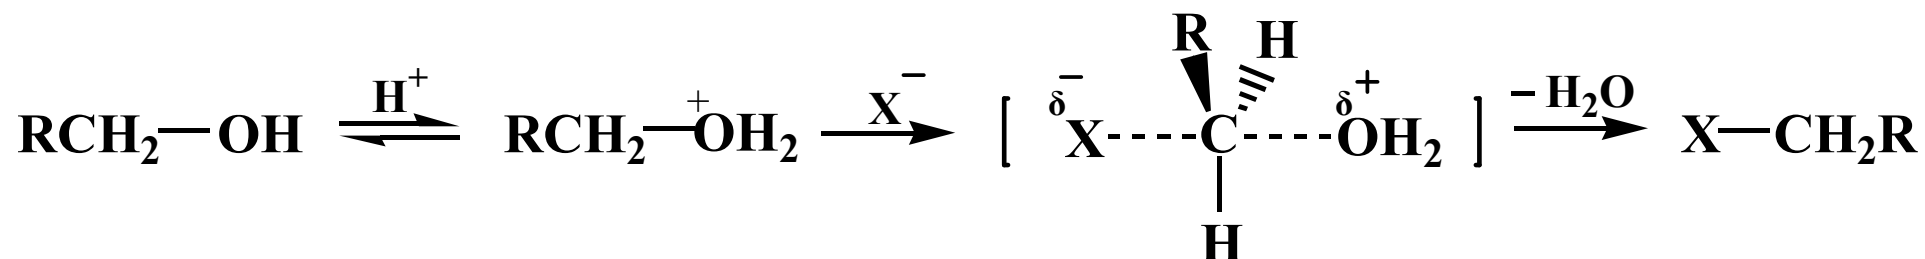 RCH₂—OH ⇌ H⁺ RCH₂—⁺OH₂ → X⁻ [ δ⁻ X----C(R)(H)(H)----OH₂ δ⁺ ] → −H₂O X—CH₂R